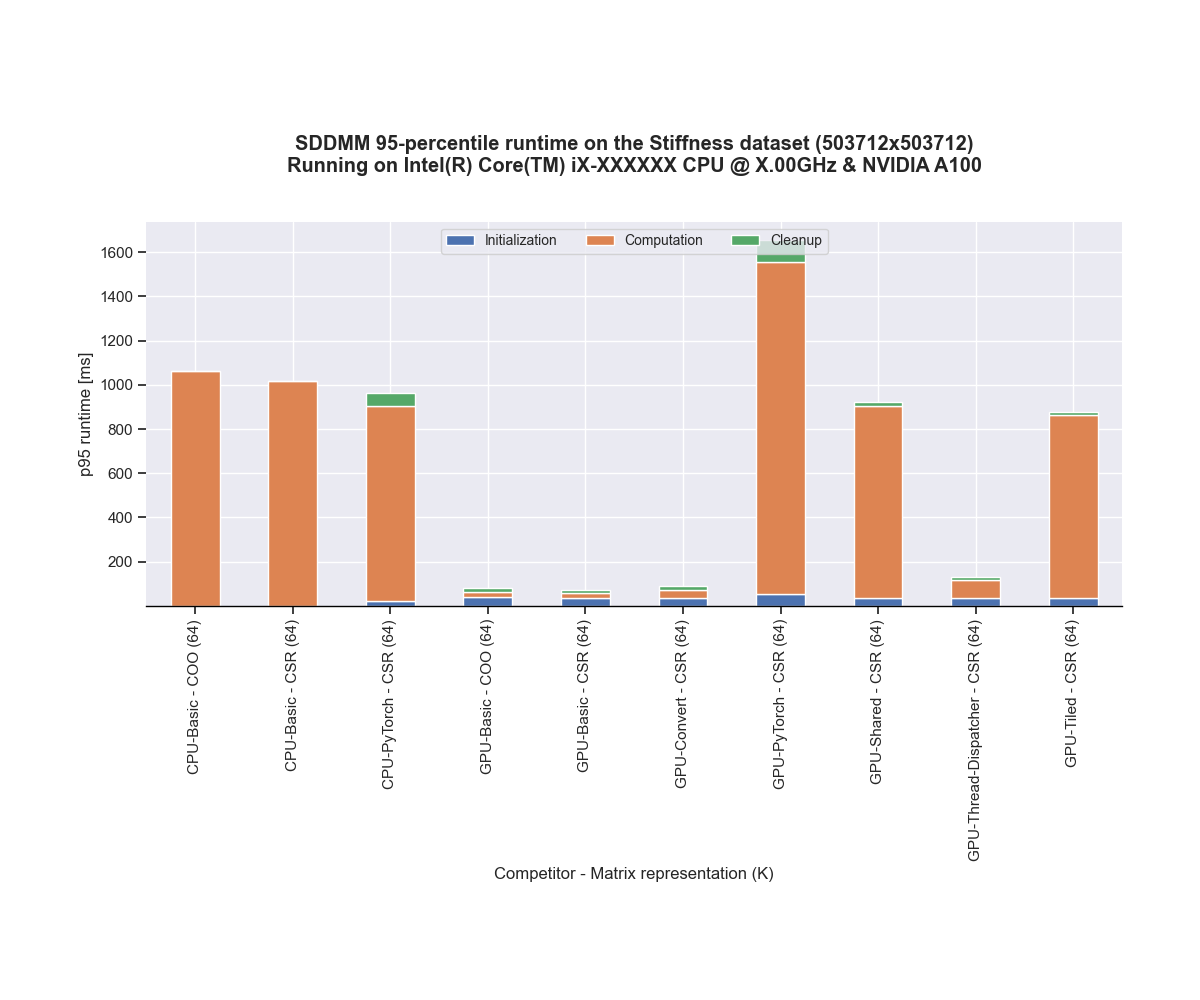 SDDMM 95-percentile runtime on the Stiffness dataset (503712x503712)
Running on Intel(R) Core(TM) iX-XXXXXX CPU @ X.00GHz & NVIDIA A100
Initialization
Computation
Cleanup
p95 runtime [ms]
1600
1400
1200
1000
800
600
400
200
CPU-Basic - COO (64)
CPU-Basic - CSR (64)
CPU-PyTorch - CSR (64)
GPU-Basic - COO (64)
GPU-Basic - CSR (64)
GPU-Convert - CSR (64)
GPU-PyTorch - CSR (64)
GPU-Shared - CSR (64)
GPU-Thread-Dispatcher - CSR (64)
GPU-Tiled - CSR (64)
Competitor - Matrix representation (K)